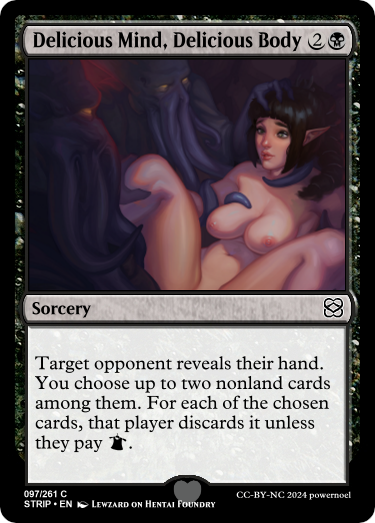 Delicious Mind, Delicious Body 2
Sorcery
Target opponent reveals their hand.
You choose up to two nonland cards
among them. For each of the chosen
cards, that player discards it unless
they pay .
097/261 C
STRIP • EN Lewzard on Hentai Foundry
CC-BY-NC 2024 powernoel